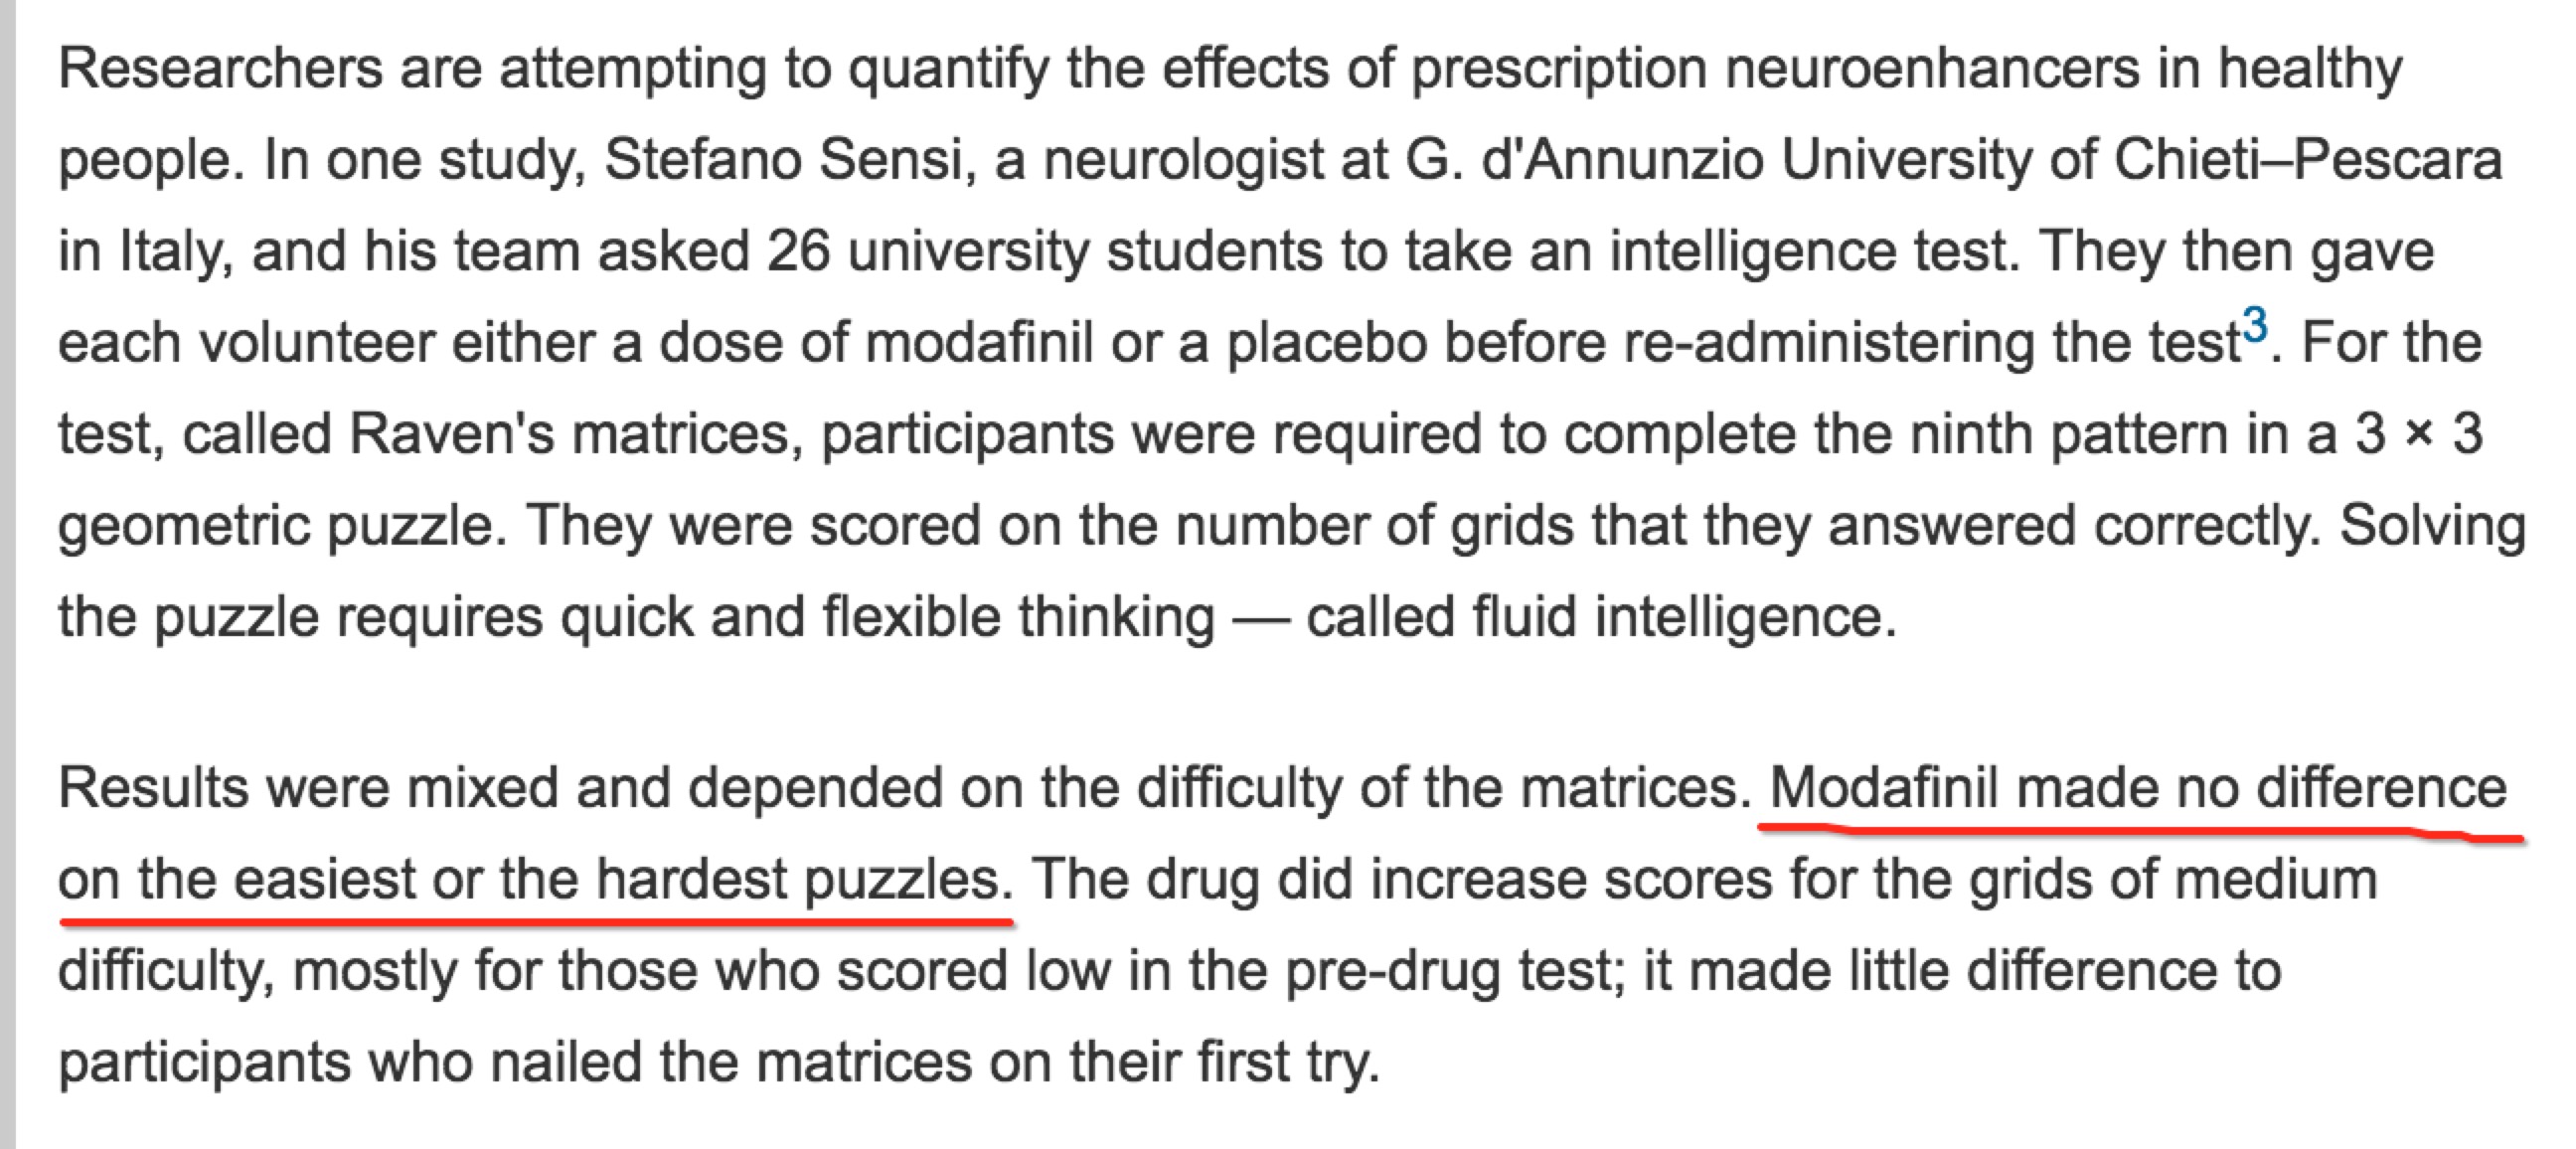 Researchers are attempting to quantify the effects of prescription neuroenhancers in healthy
people. In one study, Stefano Sensi, a neurologist at G. d'Annunzio University of Chieti–Pescara
in Italy, and his team asked 26 university students to take an intelligence test. They then gave
each volunteer either a dose of modafinil or a placebo before re-administering the test3. For the
test, called Raven's matrices, participants were required to complete the ninth pattern in a 3 × 3
geometric puzzle. They were scored on the number of grids that they answered correctly. Solving
the puzzle requires quick and flexible thinking — called fluid intelligence.
Results were mixed and depended on the difficulty of the matrices. Modafinil made no difference
on the easiest or the hardest puzzles. The drug did increase scores for the grids of medium
difficulty, mostly for those who scored low in the pre-drug test; it made little difference to
participants who nailed the matrices on their first try.